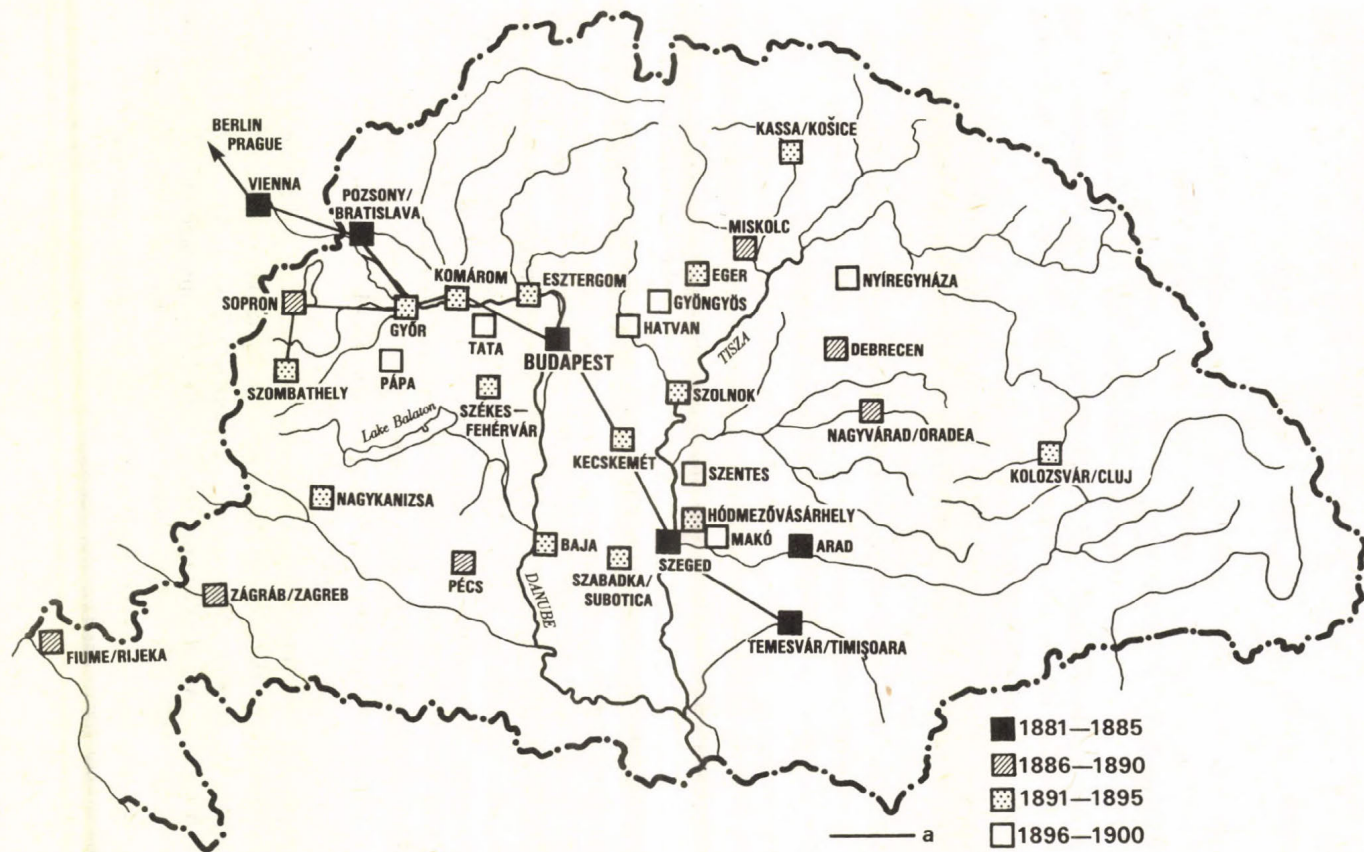 BERLIN
PRAGUE
VIENNA
POZSONY/
BRATISLAVA
KASSA/KOŠICE
MISKOLC
KOMÁROM
ESZTERGOM
EGER
NYÍREGYHÁZA
SOPRON
GYÖNGYÖS
GYŐR
HATVAN
TATA
BUDAPEST
TISZA
DEBRECEN
PÁPA
SZOMBATHELY
SZÉKES—
FEHÉRVÁR
SZOLNOK
Lake Balaton
NAGYVÁRAD/ORADEA
KECSKEMÉT
SZENTES
KOLOZSVÁR/CLUJ
NAGYKANIZSA
HÓDMEZŐVÁSÁRHELY
MAKÓ
ARAD
BAJA
SZEGED
PÉCS
SZABADKA/
SUBOTICA
DANUBE
ZÁGRÁB/ZAGREB
TEMESVÁR/TIMIȘOARA
FIUME/RIJEKA
1881—1885
1886—1890
1891—1895
a
1896—1900